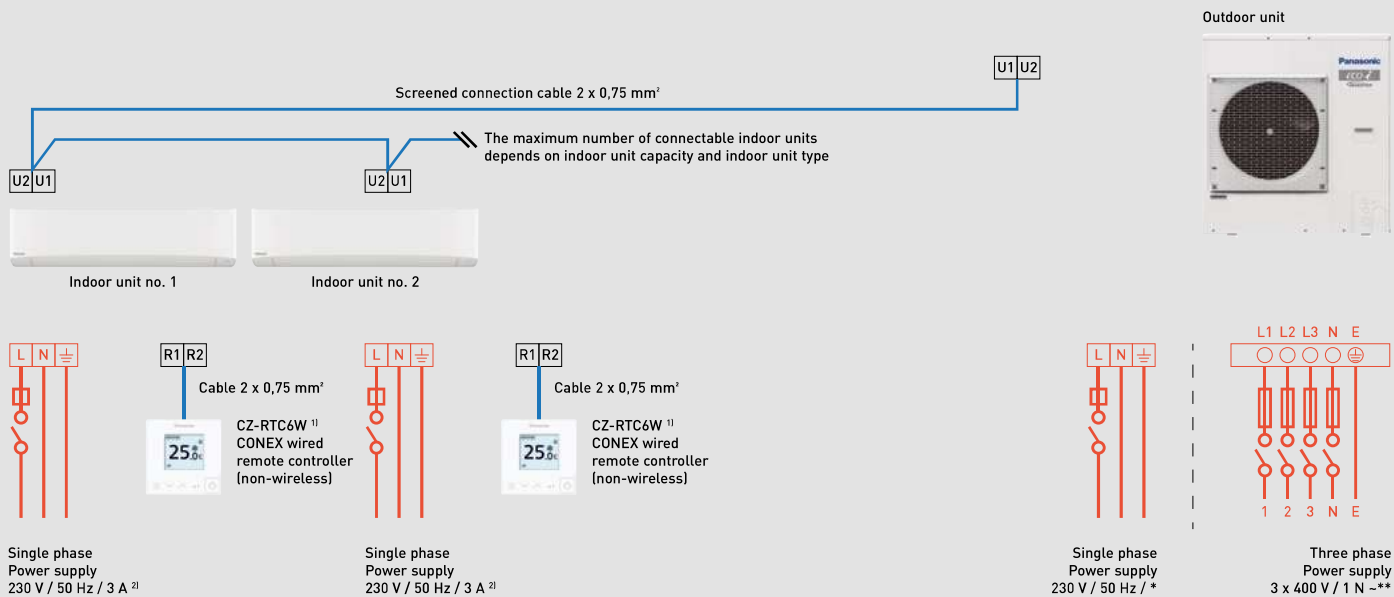 Outdoor unit
Panasonic
ECO i
U1 U2
Screened connection cable 2 x 0,75 mm²
The maximum number of connectable indoor units
depends on indoor unit capacity and indoor unit type
U2 U1
U2 U1
Indoor unit no. 1
Indoor unit no. 2
L N
R1 R2
Cable 2 x 0,75 mm²
CZ-RTC6W 1)
CONEX wired
remote controller
(non-wireless)
25.0c
L N
R1 R2
Cable 2 x 0,75 mm²
CZ-RTC6W 1)
CONEX wired
remote controller
(non-wireless)
25.0c
L N
L1 L2 L3 N E
1 2 3 N E
Single phase
Power supply
230 V / 50 Hz / 3 A 2)
Single phase
Power supply
230 V / 50 Hz / 3 A 2)
Single phase
Power supply
230 V / 50 Hz / *
Three phase
Power supply
3 x 400 V / 1 N ~**